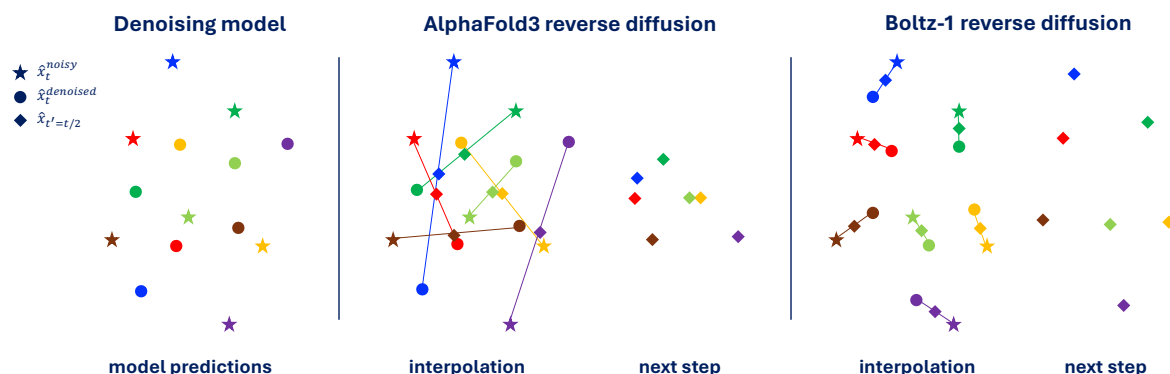 Denoising model
AlphaFold3 reverse diffusion
Boltz-1 reverse diffusion
x̂_t^noisy
x̂_t^denoised
x̂_t'=t/2
model predictions
interpolation
next step
interpolation
next step